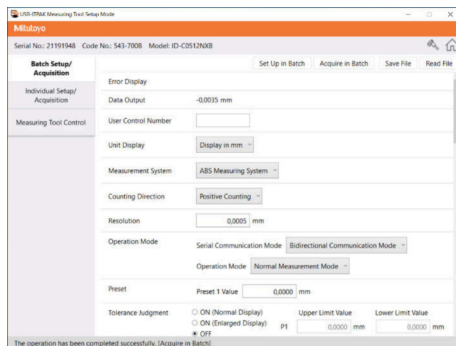 USB-ITPAK Measuring Tool Setup Mode
Mitutoyo
Serial No.: 21191948 Code No.: 543-7008 Model: ID-C0512NXB
Batch Setup/
Acquisition
Individual Setup/
Acquisition
Measuring Tool Control
Set Up in Batch Acquire in Batch Save File Read File
Error Display
Data Output -0,0035 mm
User Control Number
Unit Display Display in mm
Measurement System ABS Measuring System
Counting Direction Positive Counting
Resolution 0,0005 mm
Operation Mode Serial Communication Mode Bidirectional Communication Mode
Operation Mode Normal Measurement Mode
Preset Preset 1 Value 0,0000 mm
Tolerance Judgment ON (Normal Display) Upper Limit Value Lower Limit Value
ON (Enlarged Display) P1 0,0000 mm 0,0000 mm
OFF
The operation has been completed successfully. [Acquire in Batch]